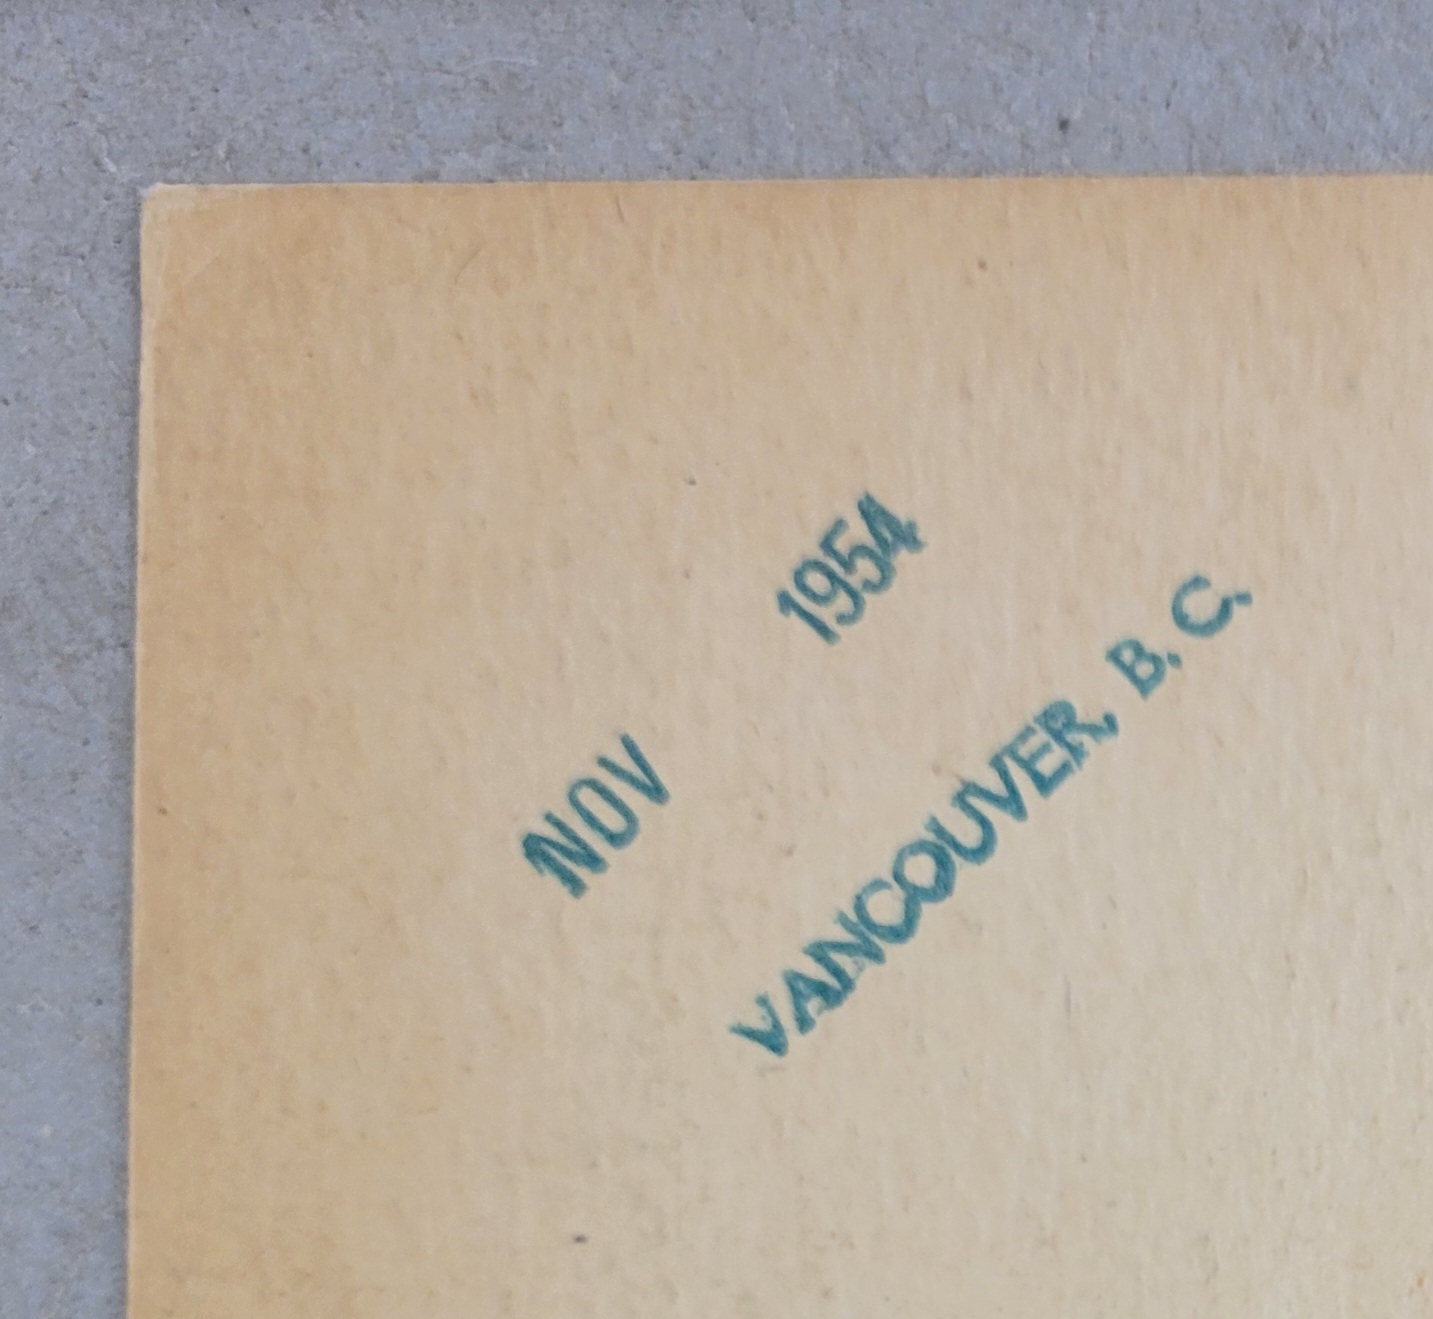 NOV 1954
VANCOUVER, B. C.